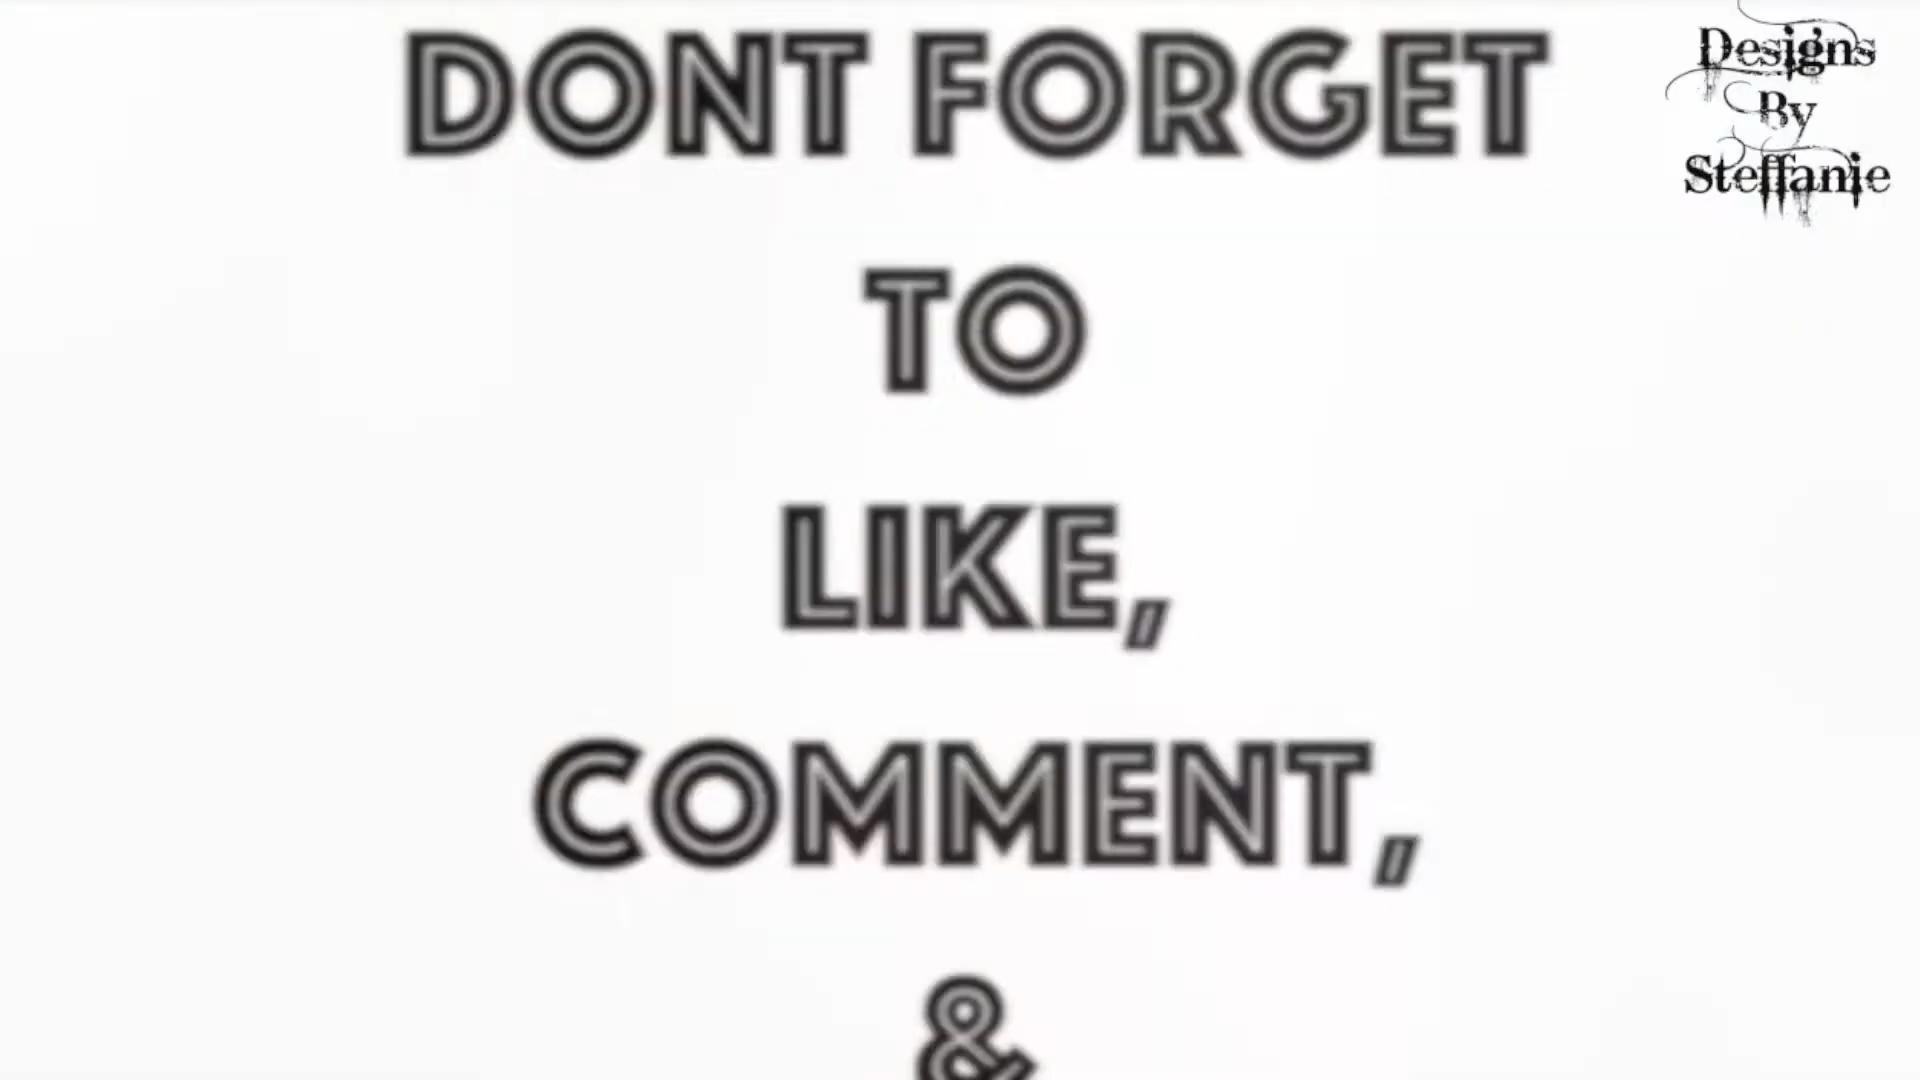 DONT FORGET
TO
LIKE,
COMMENT,
&
Designs
By
Steffanie